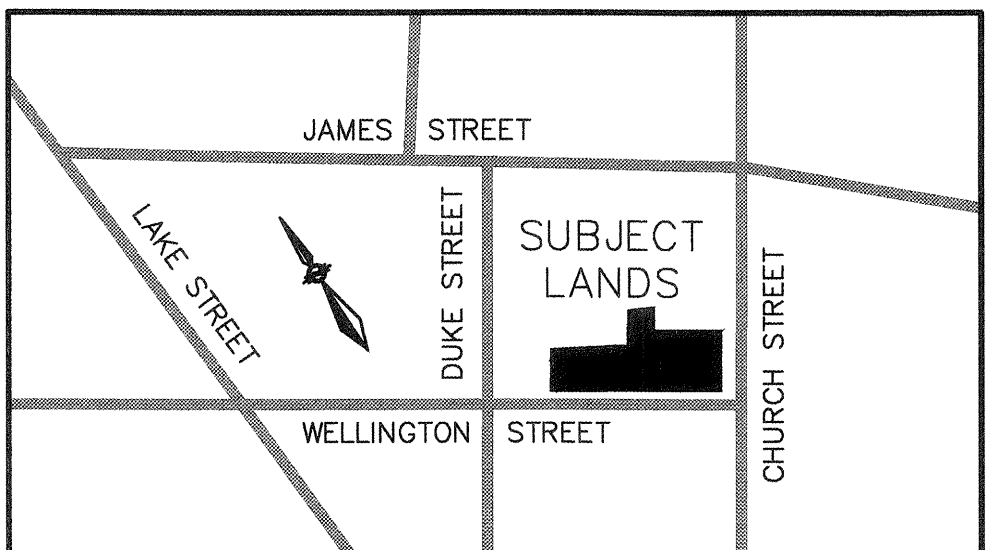 JAMES STREET
LAKE STREET
DUKE STREET
SUBJECT
LANDS
CHURCH STREET
WELLINGTON STREET